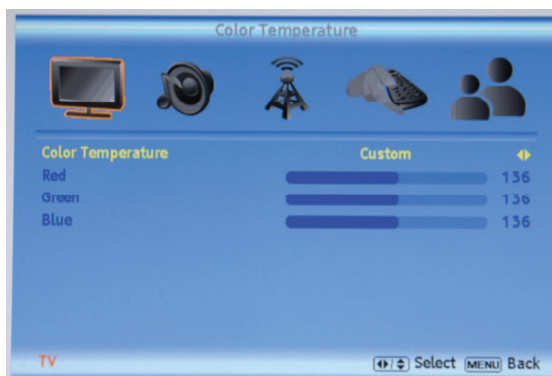 Color Temperature
Color Temperature Custom
Red 136
Green 136
Blue 136
TV Select MENU Back